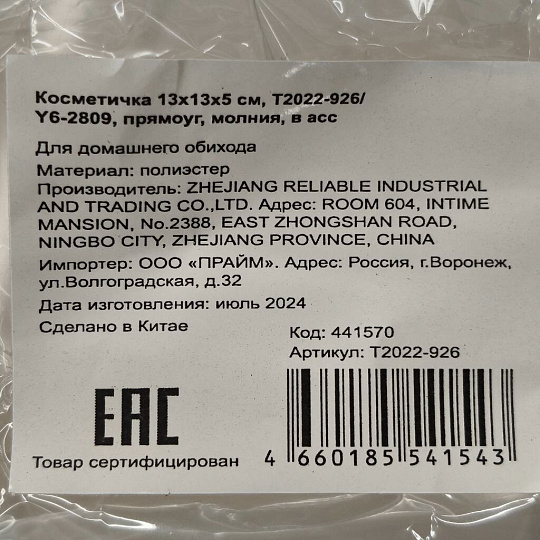 Косметичка 13x13x5 см, T2022-926/
Y6-2809, прямоуг, молния, в асс
Для домашнего обихода
Материал: полиэстер
Производитель: ZHEJIANG RELIABLE INDUSTRIAL
AND TRADING CO.,LTD. Адрес: ROOM 604, INTIME
MANSION, No.2388, EAST ZHONGSHAN ROAD,
NINGBO CITY, ZHEJIANG PROVINCE, CHINA
Импортер: ООО «ПРАЙМ». Адрес: Россия, г.Воронеж,
ул.Волгоградская, д.32
Дата изготовления: июль 2024
Сделано в Китае
Код: 441570
Артикул: T2022-926
EAC
Товар сертифицирован
4 660185 541543